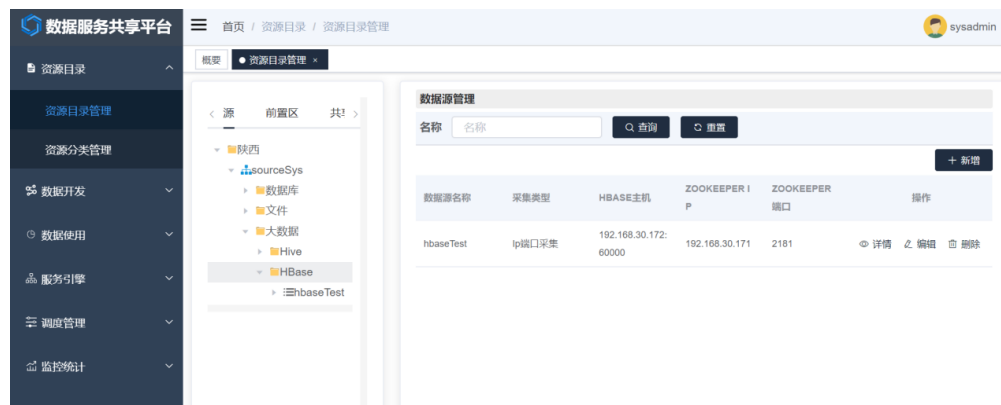 数据服务共享平台
首页 / 资源目录 / 资源目录管理
sysadmin
资源目录
资源目录管理
资源分类管理
数据开发
数据使用
服务引擎
调度管理
监控统计
概要
资源目录管理 ×
源 前置区 共享
陕西
sourceSys
数据库
文件
大数据
Hive
HBase
hbaseTest
数据源管理
名称 名称 查询 重置
+ 新增
数据源名称 采集类型 HBASE主机 ZOOKEEPER I
P ZOOKEEPER
端口 操作
hbaseTest Ip端口采集 192.168.30.172:
60000 192.168.30.171 2181 详情 编辑 删除